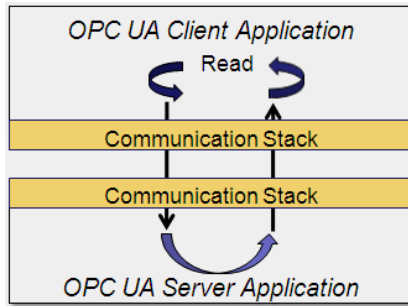 OPC UA Client Application
Read
Communication Stack
Communication Stack
OPC UA Server Application